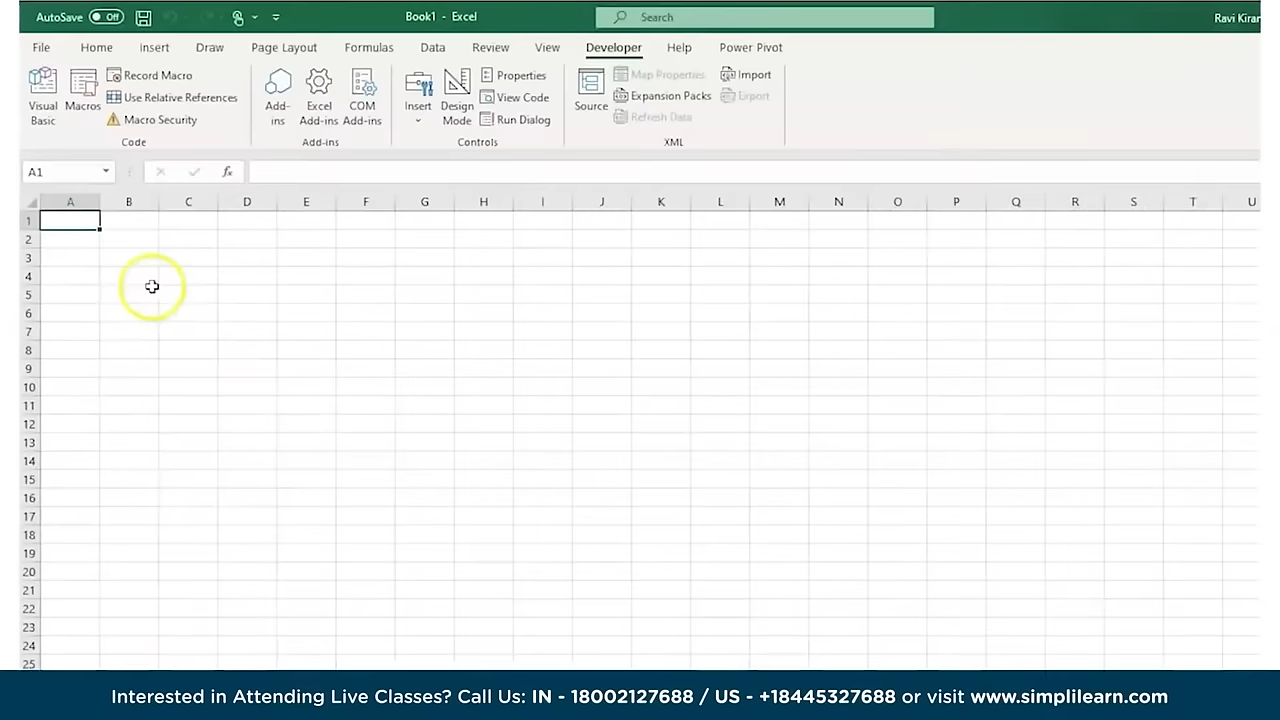 AutoSave Off Book1 - Excel Search Ravi Kiran
File Home Insert Draw Page Layout Formulas Data Review View Developer Help Power Pivot
Visual Basic
Macros
Record Macro
Use Relative References
Macro Security
Code
Add-ins
Excel Add-ins
COM Add-ins
Add-ins
Insert
Design Mode
Properties
View Code
Run Dialog
Controls
Source
Map Properties
Expansion Packs
Refresh Data
Import
Export
XML
A1 fx
A B C D E F G H I J K L M N O P Q R S T U
1
2
3
4
5
6
7
8
9
10
11
12
13
14
15
16
17
18
19
20
21
22
23
24
25
Interested in Attending Live Classes? Call Us: IN - 18002127688 / US - +18445327688 or visit www.simplilearn.com